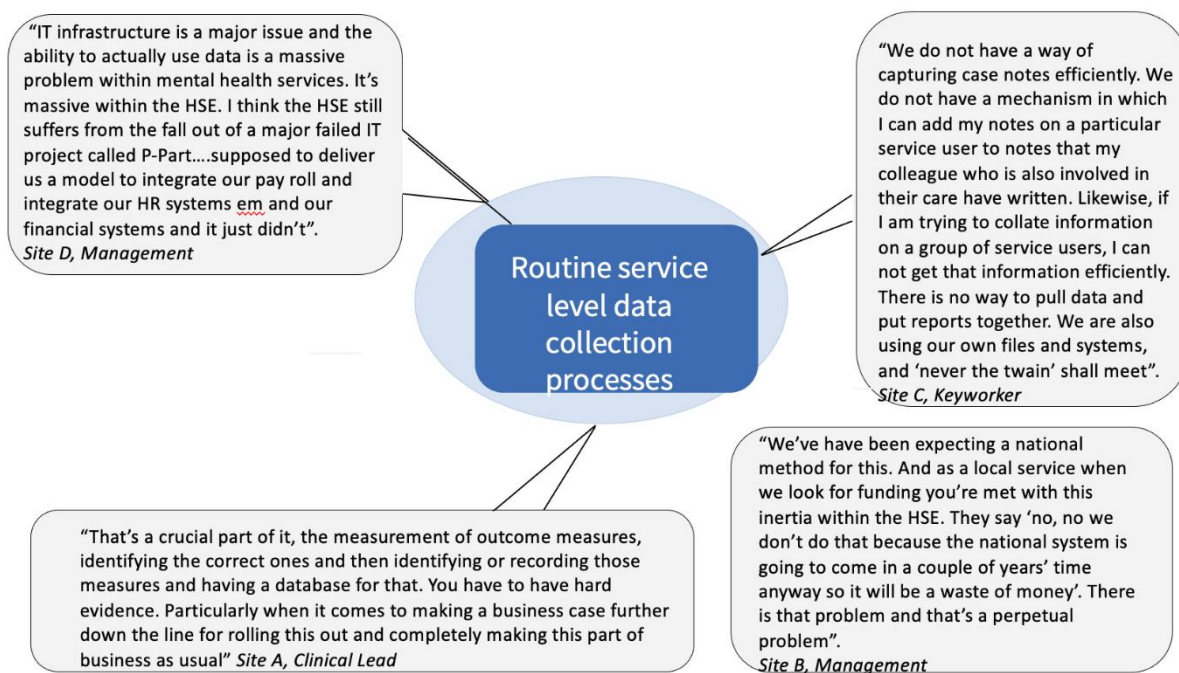 “IT infrastructure is a major issue and the
ability to actually use data is a massive
problem within mental health services. It’s
massive within the HSE. I think the HSE still
suffers from the fall out of a major failed IT
project called P-Part....supposed to deliver
us a model to integrate our pay roll and
integrate our HR systems em and our
financial systems and it just didn’t”.
Site D, Management
“We do not have a way of
capturing case notes efficiently. We
do not have a mechanism in which
I can add my notes on a particular
service user to notes that my
colleague who is also involved in
their care have written. Likewise, if
I am trying to collate information
on a group of service users, I can
not get that information efficiently.
There is no way to pull data and
put reports together. We are also
using our own files and systems,
and ‘never the twain’ shall meet”.
Site C, Keyworker
Routine service
level data
collection
processes
“That’s a crucial part of it, the measurement of outcome measures,
identifying the correct ones and then identifying or recording those
measures and having a database for that. You have to have hard
evidence. Particularly when it comes to making a business case further
down the line for rolling this out and completely making this part of
business as usual” Site A, Clinical Lead
“We’ve have been expecting a national
method for this. And as a local service when
we look for funding you’re met with this
inertia within the HSE. They say ‘no, no we
don’t do that because the national system is
going to come in a couple of years’ time
anyway so it will be a waste of money’. There
is that problem and that’s a perpetual
problem”.
Site B, Management